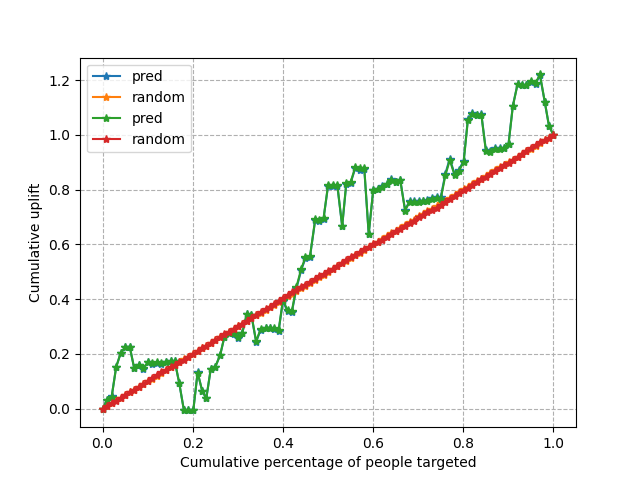 pred
random
pred
random
1.2
1.0
0.8
0.6
0.4
0.2
0.0
Cumulative uplift
0.0 0.2 0.4 0.6 0.8 1.0
Cumulative percentage of people targeted